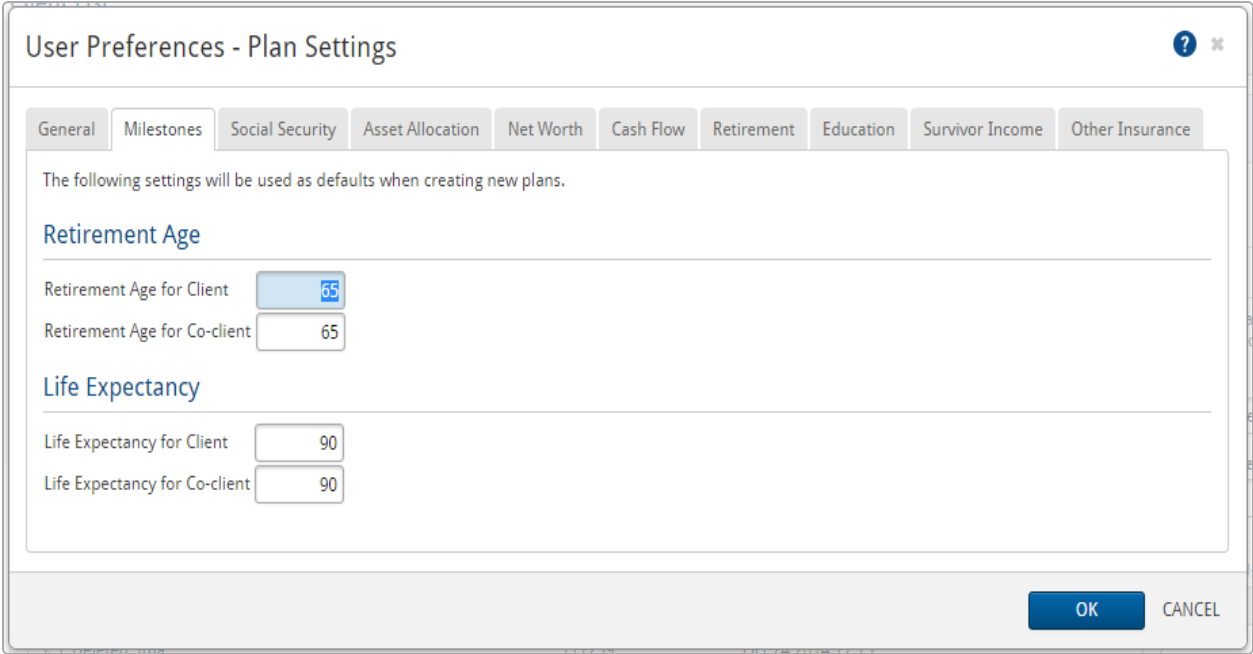 User Preferences - Plan Settings
?
General Milestones Social Security Asset Allocation Net Worth Cash Flow Retirement Education Survivor Income Other Insurance
The following settings will be used as defaults when creating new plans.
Retirement Age
Retirement Age for Client 65
Retirement Age for Co-client 65
Life Expectancy
Life Expectancy for Client 90
Life Expectancy for Co-client 90
OK CANCEL